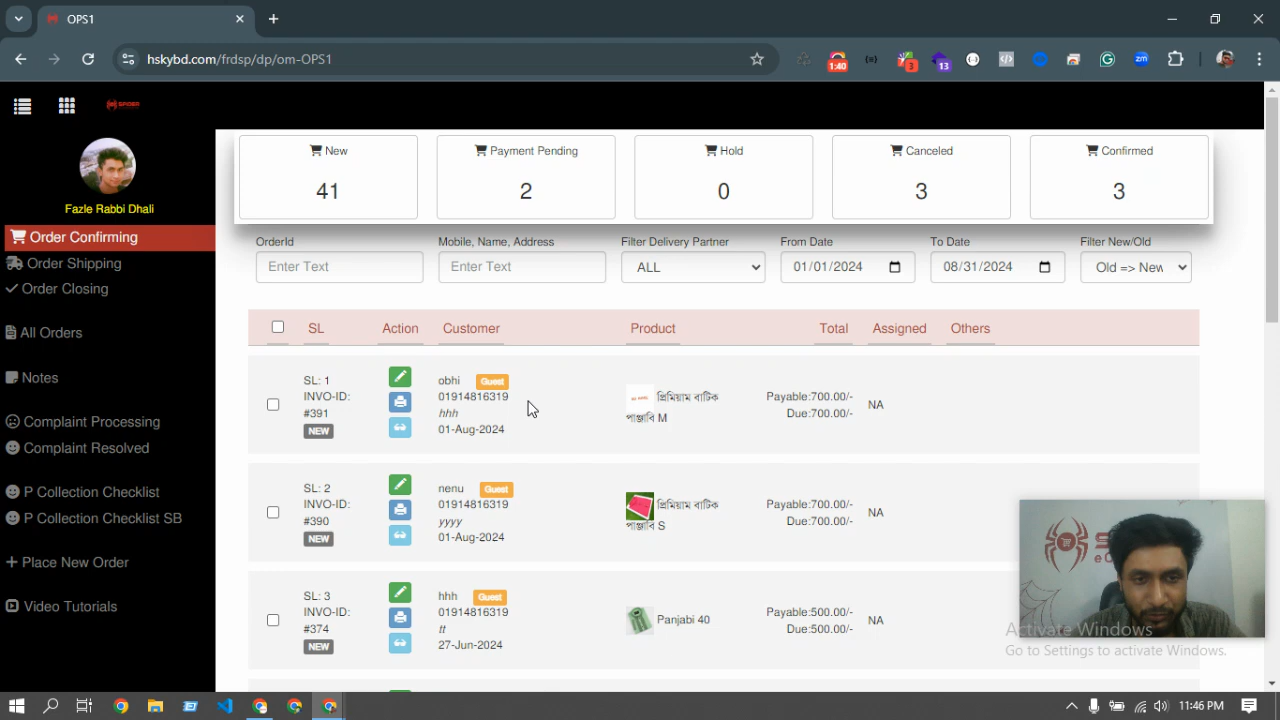 OPS1
hskybd.com/frdsp/dp/om-OPS1
1:40
3
13
zm
SPIDER
Fazle Rabbi Dhali
Order Confirming
Order Shipping
Order Closing
All Orders
Notes
Complaint Processing
Complaint Resolved
P Collection Checklist
P Collection Checklist SB
Place New Order
Video Tutorials
New
41
Payment Pending
2
Hold
0
Canceled
3
Confirmed
3
OrderId
Enter Text
Mobile, Name, Address
Enter Text
Filter Delivery Partner
ALL
From Date
01/01/2024
To Date
08/31/2024
Filter New/Old
Old => New
SL Action Customer Product Total Assigned Others
SL: 1
INVO-ID:
#391
NEW
obhi Guest
01914816319
hhh
01-Aug-2024
প্রিমিয়াম বাটিক
পাঞ্জাবি M
Payable:700.00/-
Due:700.00/-
NA
SL: 2
INVO-ID:
#390
NEW
nenu Guest
01914816319
yyyy
01-Aug-2024
প্রিমিয়াম বাটিক
পাঞ্জাবি S
Payable:700.00/-
Due:700.00/-
NA
SL: 3
INVO-ID:
#374
NEW
hhh Guest
01914816319
tt
27-Jun-2024
Panjabi 40
Payable:500.00/-
Due:500.00/-
NA
Activate Windows
Go to Settings to activate Windows.
11:46 PM